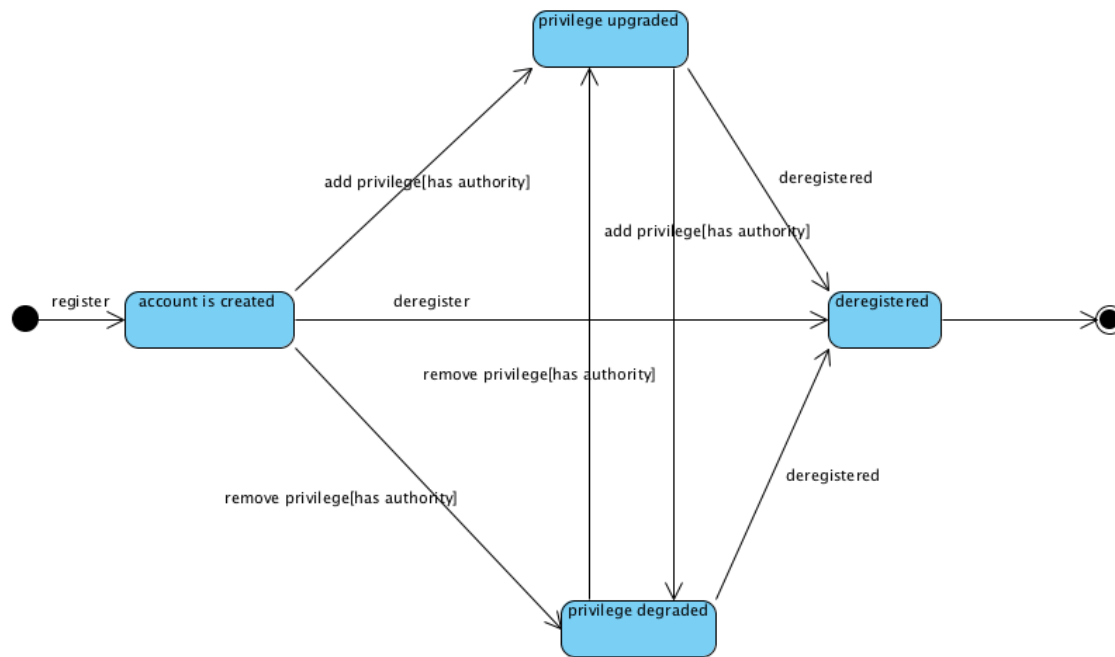 privilege upgraded
add privilege[has authority]
deregistered
add privilege[has authority]
register
account is created
deregister
deregistered
remove privilege[has authority]
deregistered
remove privilege[has authority]
privilege degraded